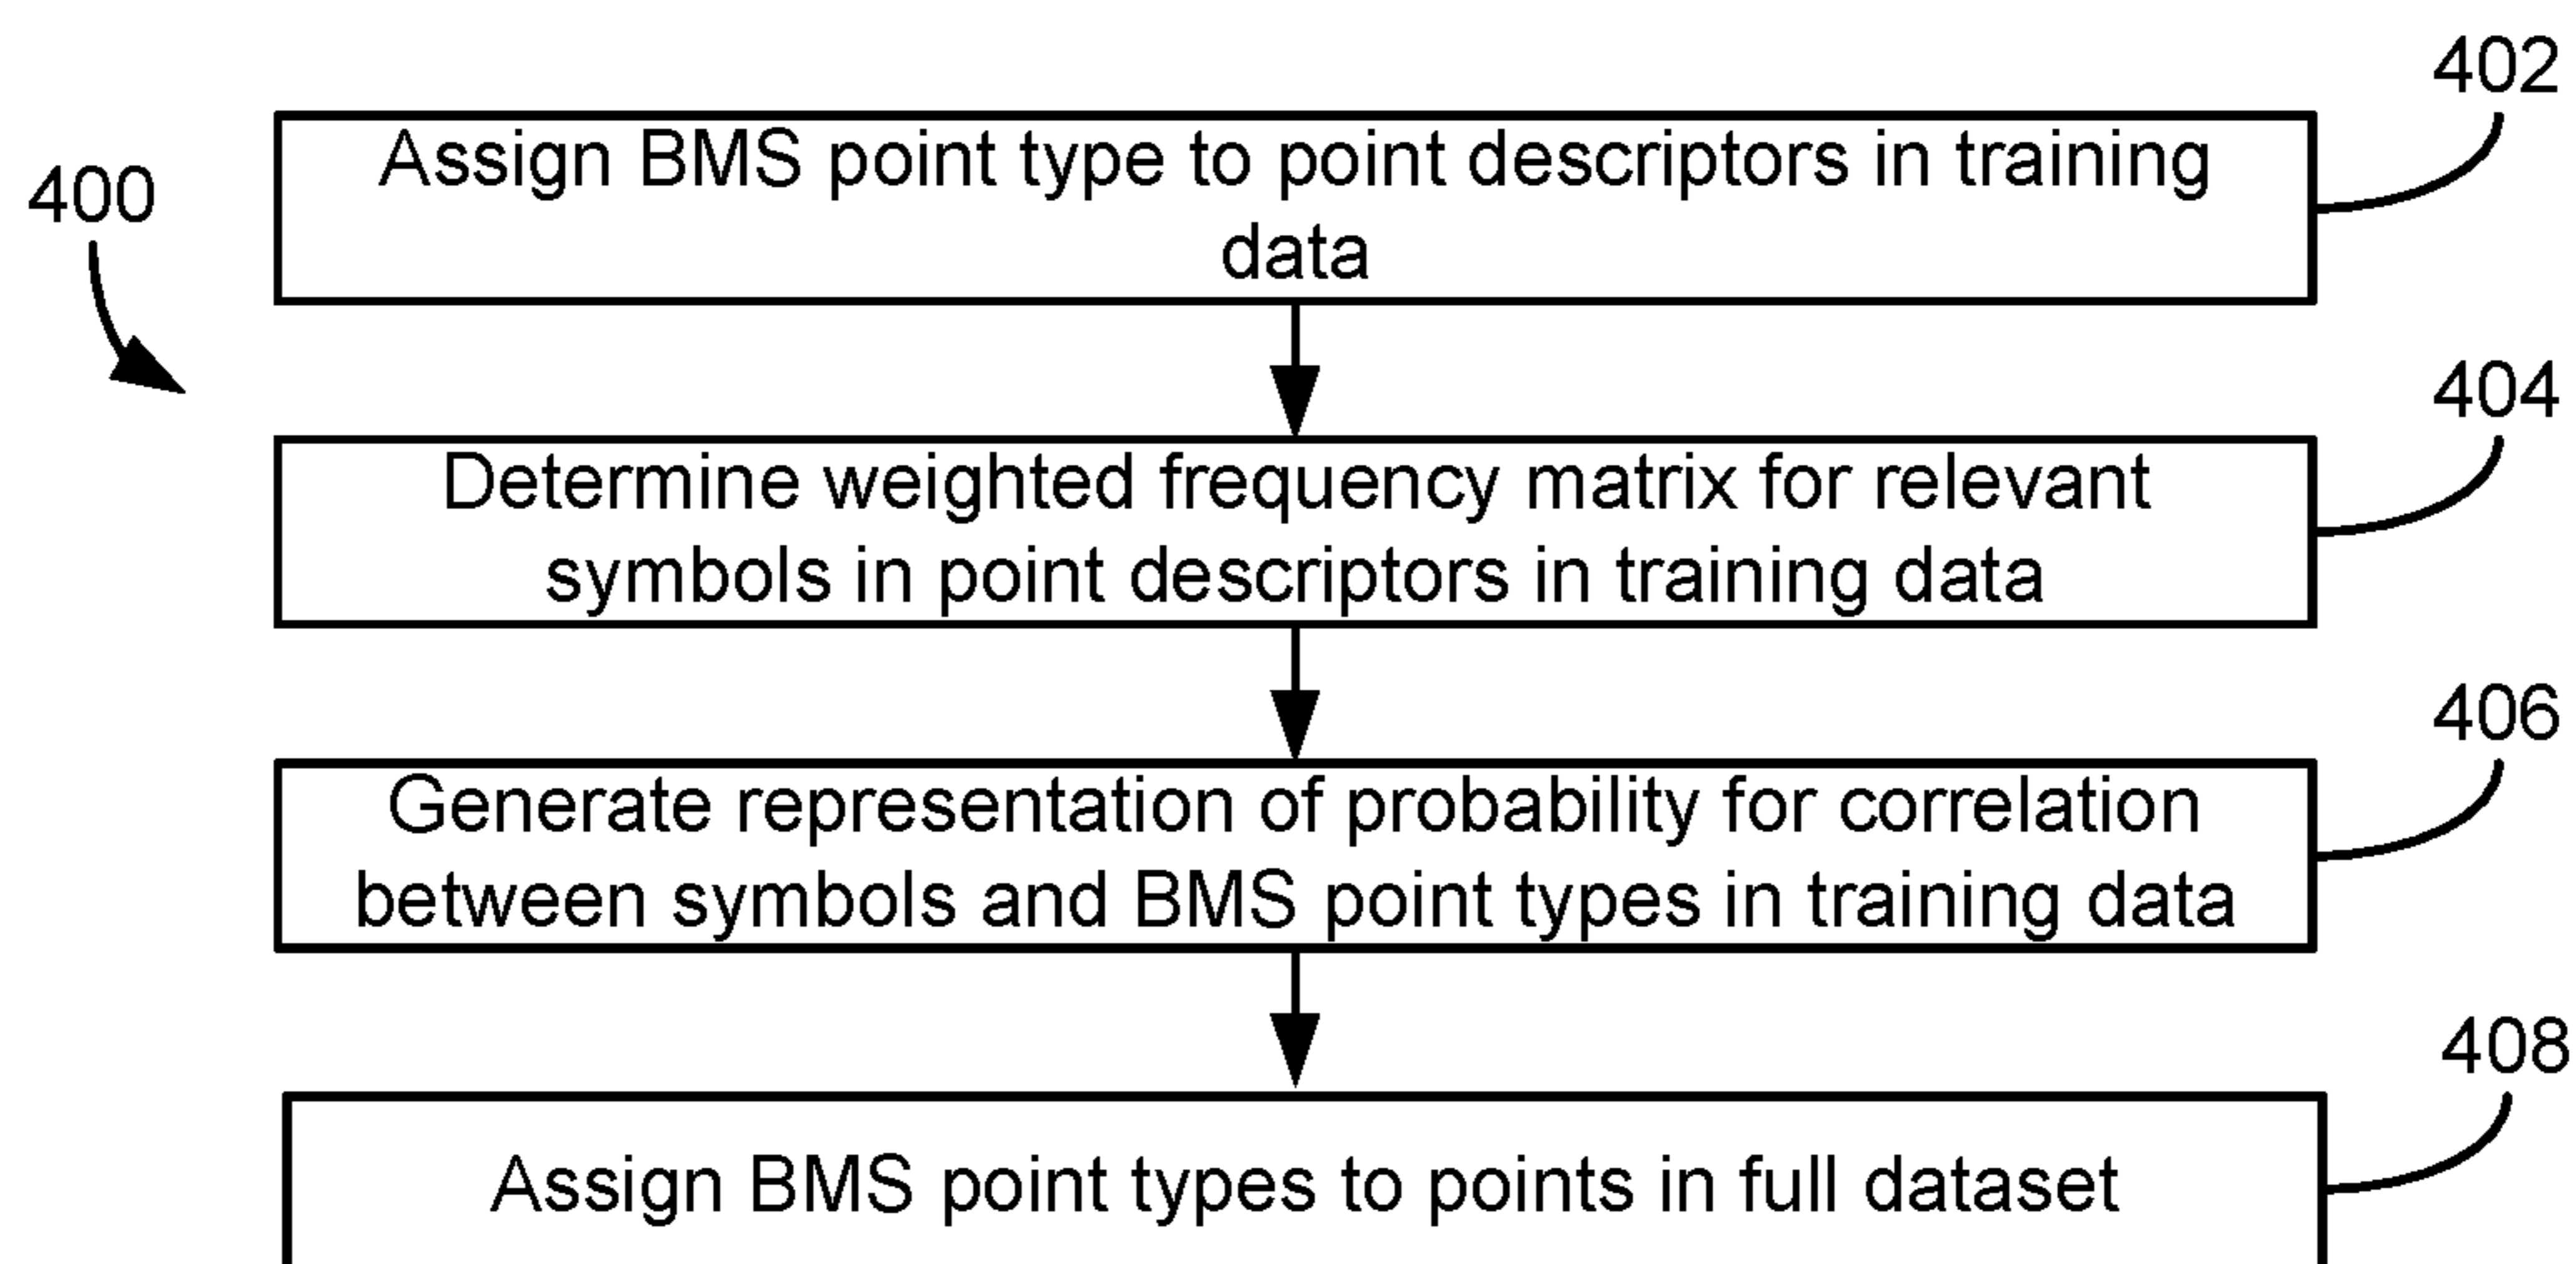 402
Assign BMS point type to point descriptors in training
data
400
404
Determine weighted frequency matrix for relevant
symbols in point descriptors in training data
406
Generate representation of probability for correlation
between symbols and BMS point types in training data
408
Assign BMS point types to points in full dataset